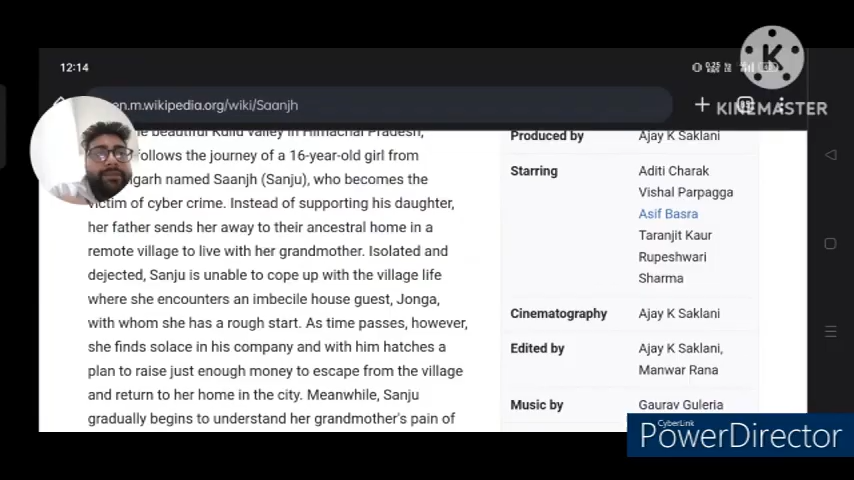 12:14
en.m.wikipedia.org/wiki/Saanjh
KINEMASTER
beautiful Kullu Valley in Himachal Pradesh,
follows the journey of a 16-year-old girl from
named Saanjh (Sanju), who becomes the
victim of cyber crime. Instead of supporting his daughter,
her father sends her away to their ancestral home in a
remote village to live with her grandmother. Isolated and
dejected, Sanju is unable to cope up with the village life
where she encounters an imbecile house guest, Jonga,
with whom she has a rough start. As time passes, however,
she finds solace in his company and with him hatches a
plan to raise just enough money to escape from the village
and return to her home in the city. Meanwhile, Sanju
gradually begins to understand her grandmother's pain of
Produced by Ajay K Saklani
Starring Aditi Charak
Vishal Parpagga
Asif Basra
Taranjit Kaur
Rupeshwari
Sharma
Cinematography Ajay K Saklani
Edited by Ajay K Saklani,
Manwar Rana
Music by Gaurav Guleria
CyberLink
PowerDirector